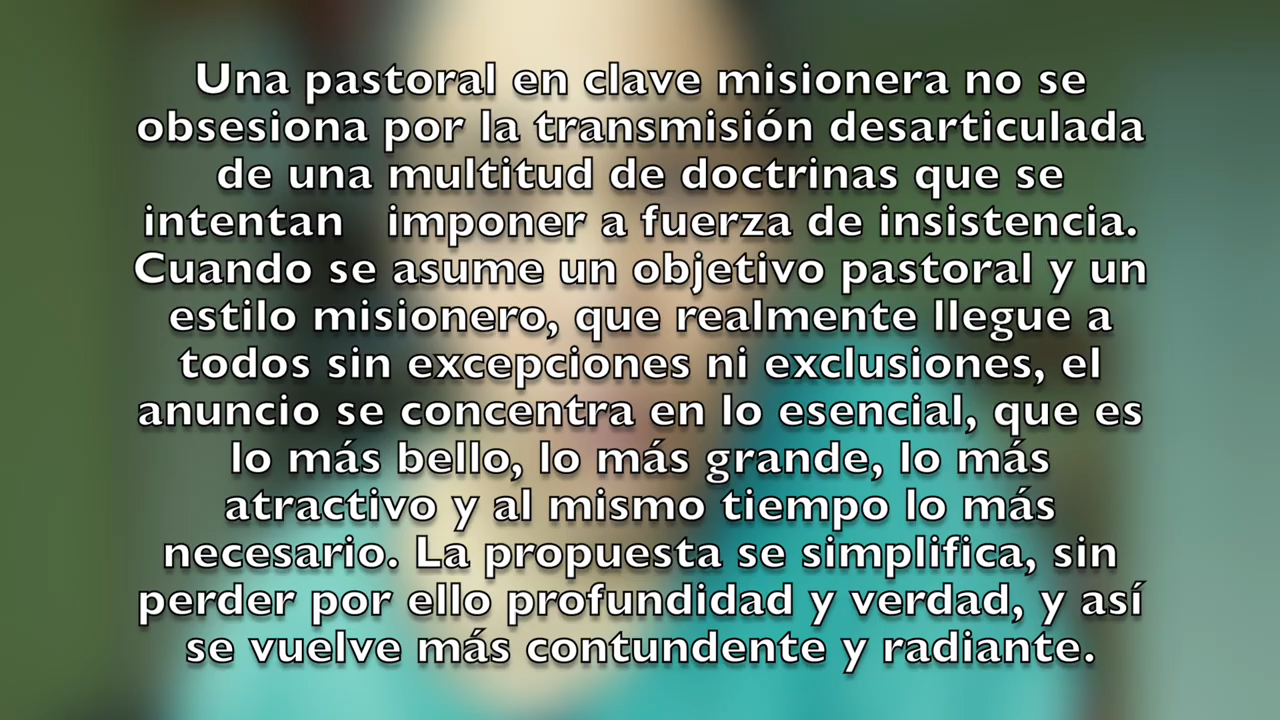 Una pastoral en clave misionera no se
obsesiona por la transmisión desarticulada
de una multitud de doctrinas que se
intentan   imponer a fuerza de insistencia.
Cuando se asume un objetivo pastoral y un
estilo misionero, que realmente llegue a
todos sin excepciones ni exclusiones, el
anuncio se concentra en lo esencial, que es
lo más bello, lo más grande, lo más
atractivo y al mismo tiempo lo más
necesario. La propuesta se simplifica, sin
perder por ello profundidad y verdad, y así
se vuelve más contundente y radiante.